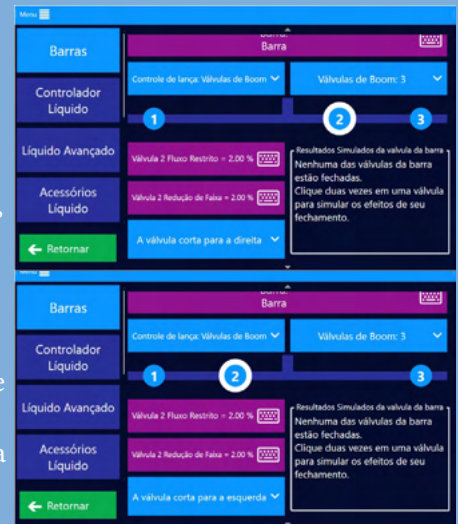 Menu
Barra:
Barra
Barras
Controlador
Líquido
Líquido Avançado
Acessórios
Líquido
Retornar
Controle de lança: Válvulas de Boom
Válvulas de Boom: 3
1
2
3
Válvula 2 Fluxo Restrito = 2.00 %
Válvula 2 Redução de Faixa = 2.00 %
A válvula corta para a direita
Resultados Simulados da valvula da barra
Nenhuma das válvulas da barra
estão fechadas.
Clique duas vezes em uma válvula
para simular os efeitos de seu
fechamento.
Barra
Barras
Controlador
Líquido
Líquido Avançado
Acessórios
Líquido
Retornar
Controle de lança: Válvulas de Boom
Válvulas de Boom: 3
1
2
3
Válvula 2 Fluxo Restrito = 2.00 %
Válvula 2 Redução de Faixa = 2.00 %
A válvula corta para a esquerda
Resultados Simulados da valvula da barra
Nenhuma das válvulas da barra
estão fechadas.
Clique duas vezes em uma válvula
para simular os efeitos de seu
fechamento.
e
a